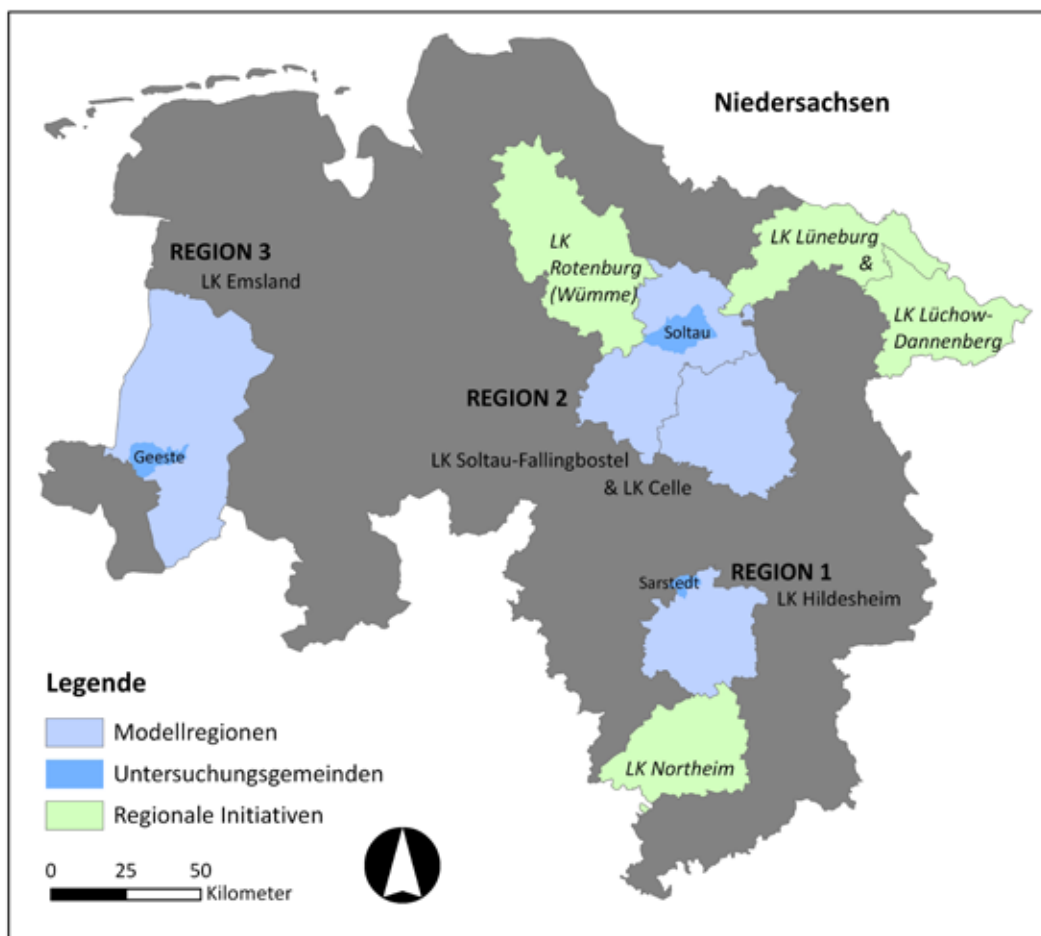 Niedersachsen
REGION 3
LK Emsland
LK
Rotenburg
(Wümme)
LK Lüneburg
&
LK Lüchow-
Dannenberg
Soltau
REGION 2
LK Soltau-Fallingbostel
& LK Celle
Geeste
Sarstedt
REGION 1
LK Hildesheim
LK Northeim
Legende
Modellregionen
Untersuchungsgemeinden
Regionale Initiativen
0 25 50
Kilometer